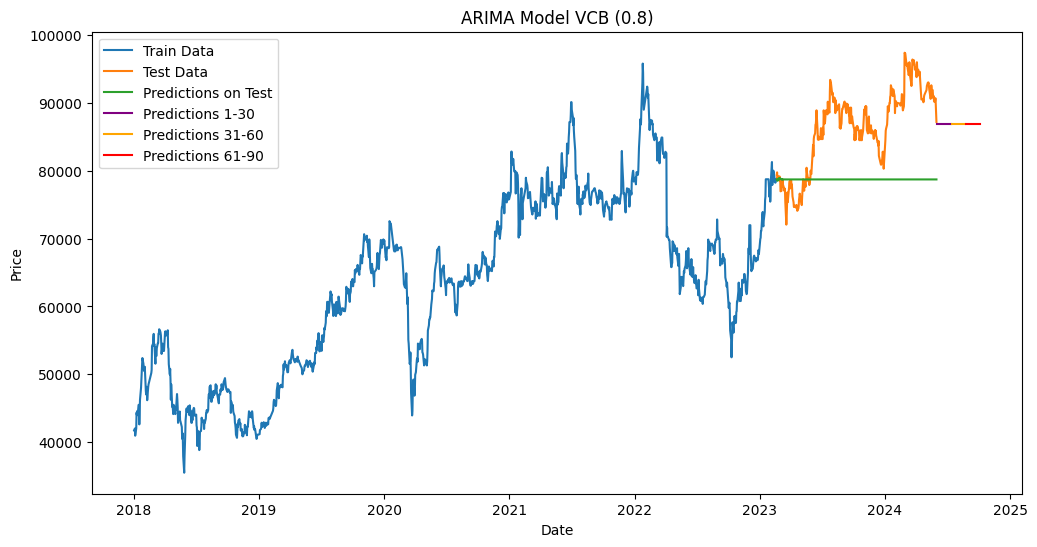 ARIMA Model VCB (0.8)
Price
100000
90000
80000
70000
60000
50000
40000
Train Data
Test Data
Predictions on Test
Predictions 1-30
Predictions 31-60
Predictions 61-90
2018 2019 2020 2021 2022 2023 2024 2025
Date